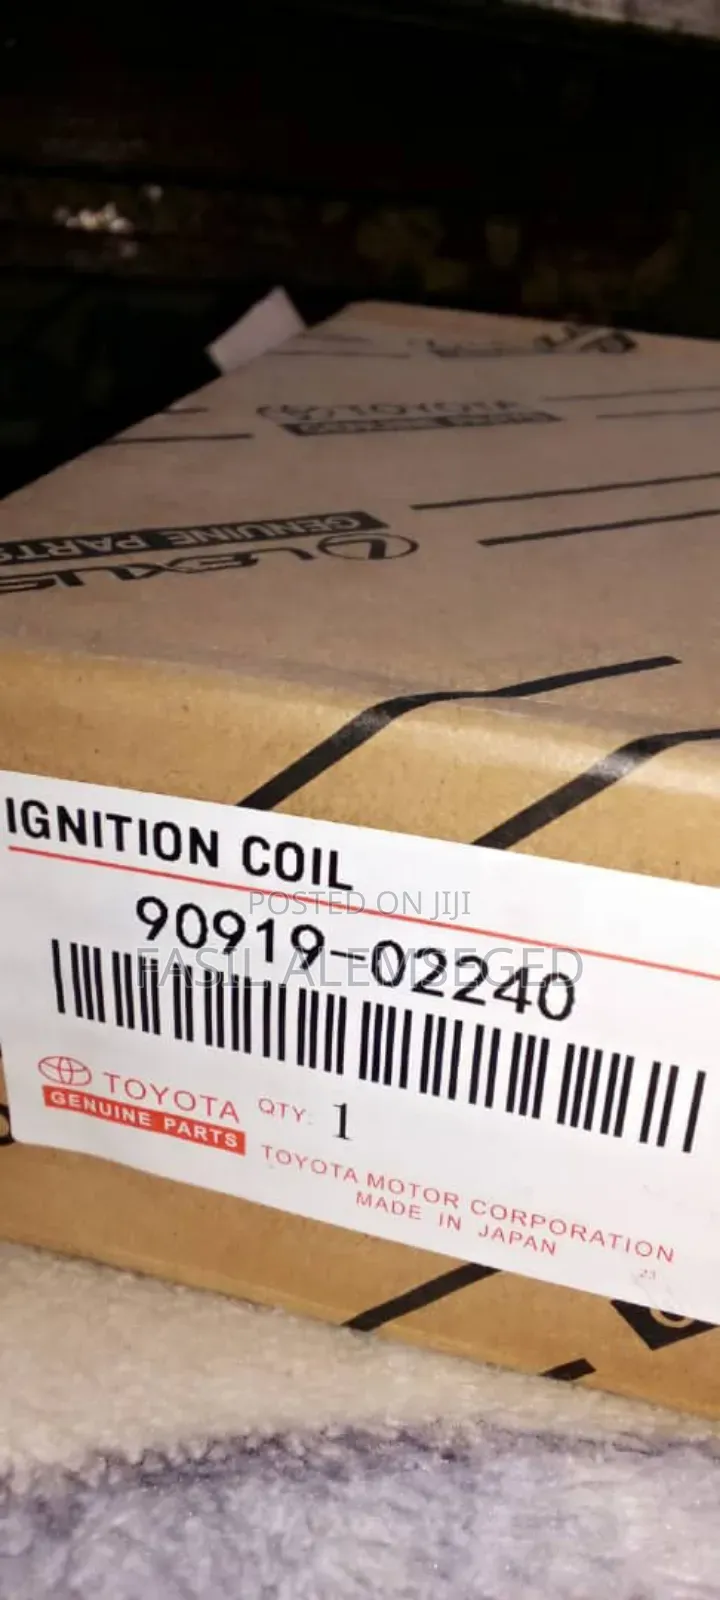 TOYOTA
GENUINE PARTS
LEXUS
IGNITION COIL
POSTED ON JIJI
90919-02240
FASIL ALEMSEGED
TOYOTA
GENUINE PARTS
QTY: 1
TOYOTA MOTOR CORPORATION
MADE IN JAPAN
23